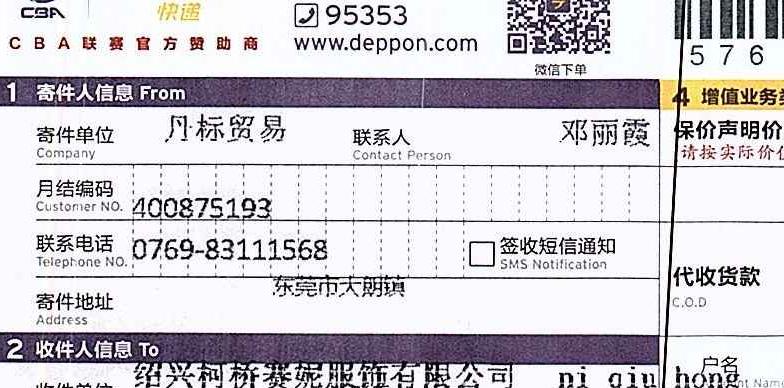 CBA 快递 95353
CBA联赛官方赞助商 www.deppon.com
微信下单
576
1 寄件人信息 From
4 增值业务
寄件单位 丹标贸易 联系人 邓丽霞
Company Contact Person
保价声明价
请按实际价
月结编码
Customer NO. 400875193
联系电话 0769-83111568 签收短信通知
Telephone NO. SMS Notification
东莞市大朗镇
代收货款
C.O.D
寄件地址
Address
2 收件人信息 To
绍兴柯桥赛妮服饰有限公司 ni qiu hong
户名